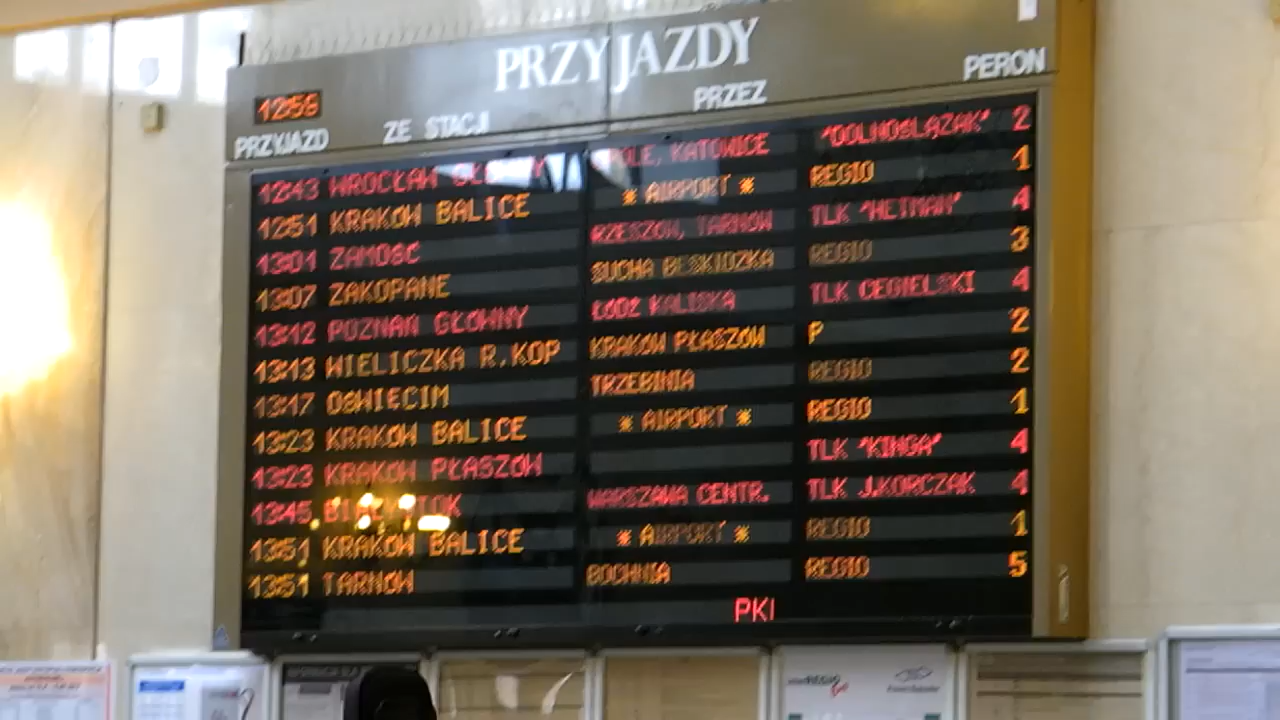 PRZYJAZDY
12:56
PRZYJAZD ZE STACJI PRZEZ PERON
12:43 WROCŁAW GŁÓWNY OPOLE, KATOWICE "DOLNOŚLĄZAK" 2
12:51 KRAKÓW BALICE * AIRPORT * REGIO 1
13:01 ZAMOŚĆ RZESZÓW, TARNÓW TLK "HETMAN" 4
13:07 ZAKOPANE SUCHA BESKIDZKA REGIO 3
13:12 POZNAŃ GŁÓWNY ŁÓDŹ KALISKA TLK CEGIELSKI 4
13:13 WIELICZKA R.KOP KRAKÓW PŁASZÓW P 2
13:17 OŚWIĘCIM TRZEBINIA REGIO 2
13:23 KRAKÓW BALICE * AIRPORT * REGIO 1
13:23 KRAKÓW PŁASZÓW TLK "KINGA" 4
13:45 BIAŁYSTOK WARSZAWA CENTR. TLK J.KORCZAK 4
13:51 KRAKÓW BALICE * AIRPORT * REGIO 1
13:51 TARNÓW BOCHNIA REGIO 5
PKI